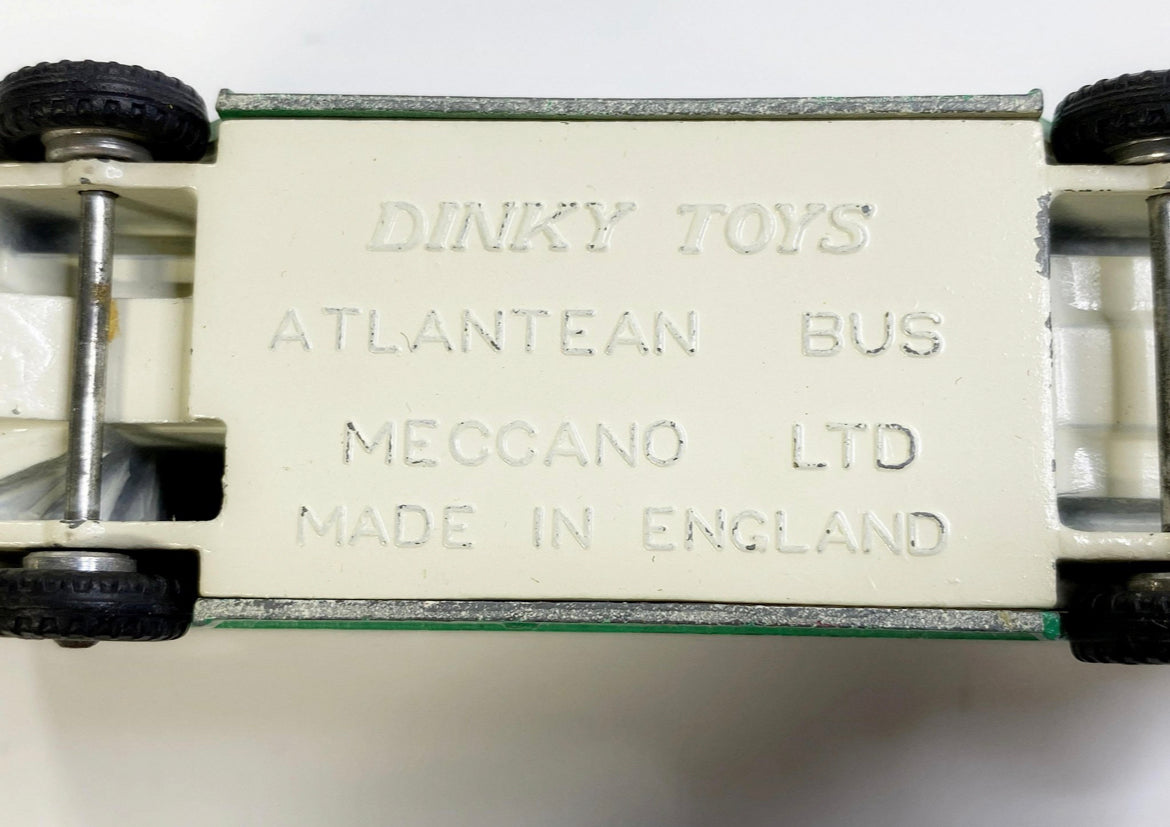 DINKY TOYS
ATLANTEAN BUS
MECCANO LTD
MADE IN ENGLAND